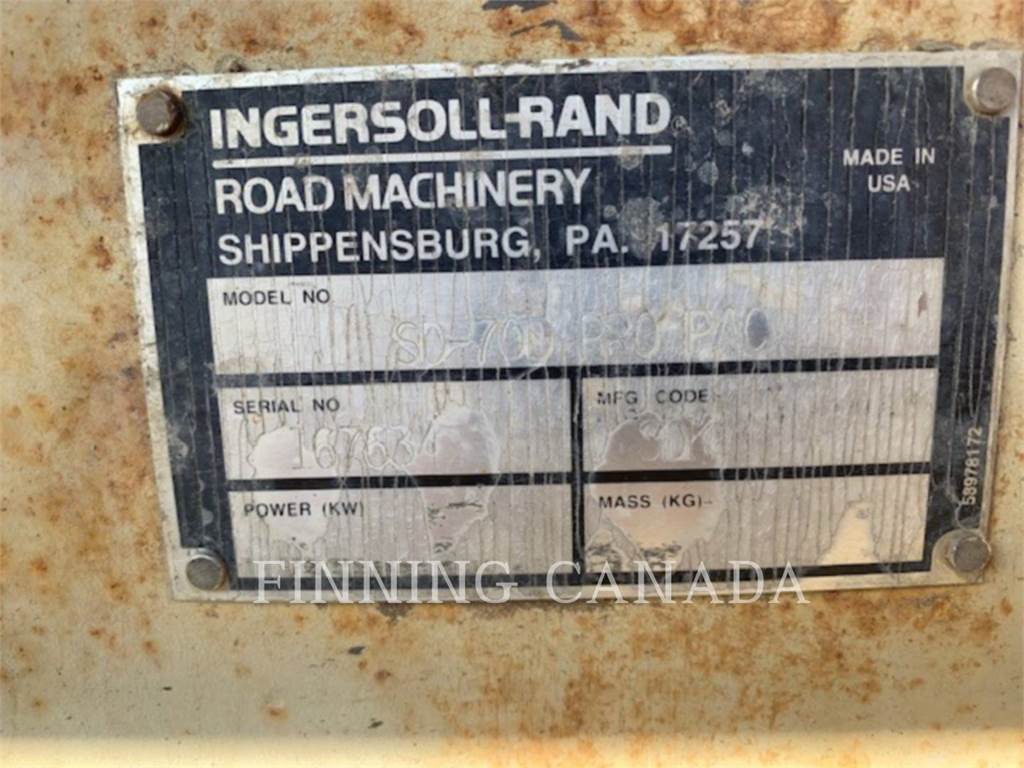 INGERSOLL-RAND
ROAD MACHINERY
SHIPPENSBURG, PA. 17257
MADE IN
USA
MODEL NO
SD-70D PRO PAC
SERIAL NO
MFG CODE
POWER (KW)
MASS (KG)
58978172
FINNING CANADA